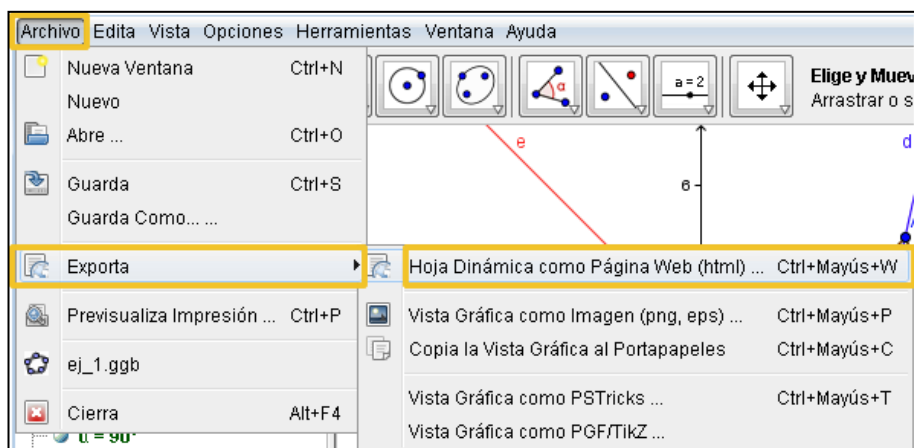 Archivo Edita Vista Opciones Herramientas Ventana Ayuda
Nueva Ventana Ctrl+N
Nuevo
Abre ... Ctrl+O
Guarda Ctrl+S
Guarda Como... ...
Exporta
Previsualiza Impresión ... Ctrl+P
ej_1.ggb
Cierra Alt+F4
α = 90°
a=2
α
Elige y Muev
Arrastrar o s
e
6
d
Hoja Dinámica como Página Web (html) ... Ctrl+Mayús+W
Vista Gráfica como Imagen (png, eps) ... Ctrl+Mayús+P
Copia la Vista Gráfica al Portapapeles Ctrl+Mayús+C
Vista Gráfica como PSTricks ... Ctrl+Mayús+T
Vista Gráfica como PGF/TikZ ...